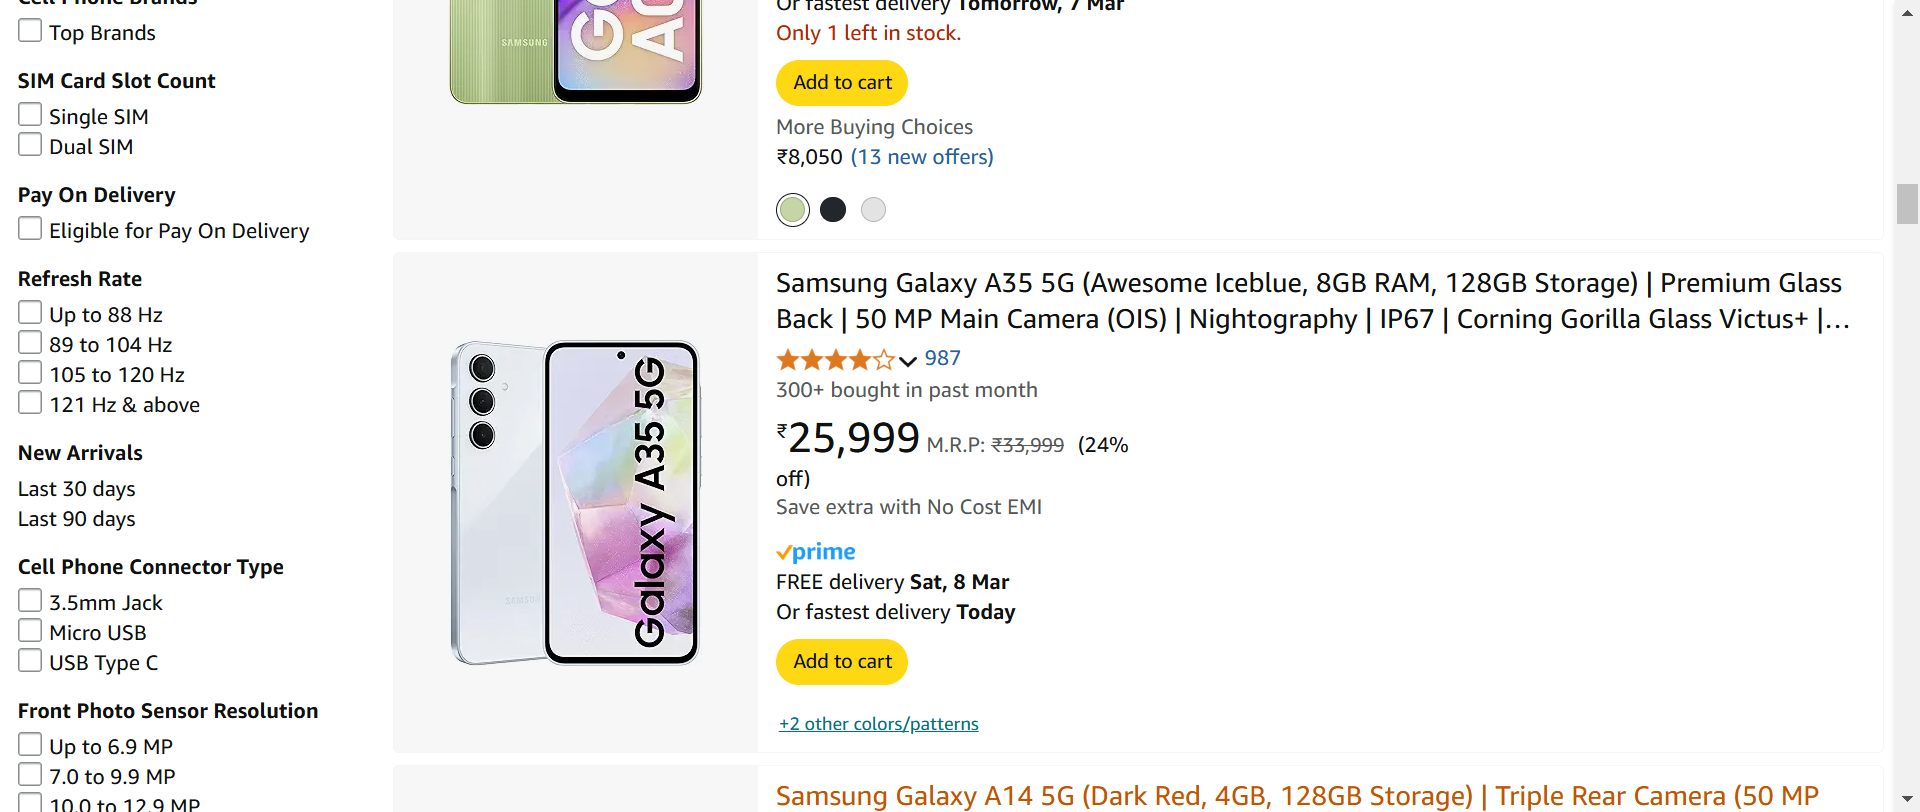 Cell Phone Brands
Top Brands
SIM Card Slot Count
Single SIM
Dual SIM
Pay On Delivery
Eligible for Pay On Delivery
Refresh Rate
Up to 88 Hz
89 to 104 Hz
105 to 120 Hz
121 Hz & above
New Arrivals
Last 30 days
Last 90 days
Cell Phone Connector Type
3.5mm Jack
Micro USB
USB Type C
Front Photo Sensor Resolution
Up to 6.9 MP
7.0 to 9.9 MP
10.0 to 12.9 MP
SAMSUNG
Or fastest delivery Tomorrow, 7 Mar
Only 1 left in stock.
Add to cart
More Buying Choices
₹8,050 (13 new offers)
SAMSUNG
Galaxy A35 5G
Samsung Galaxy A35 5G (Awesome Iceblue, 8GB RAM, 128GB Storage) | Premium Glass
Back | 50 MP Main Camera (OIS) | Nightography | IP67 | Corning Gorilla Glass Victus+ |...
987
300+ bought in past month
₹25,999 M.R.P: ₹33,999 (24%
off)
Save extra with No Cost EMI
prime
FREE delivery Sat, 8 Mar
Or fastest delivery Today
Add to cart
+2 other colors/patterns
Samsung Galaxy A14 5G (Dark Red, 4GB, 128GB Storage) | Triple Rear Camera (50 MP